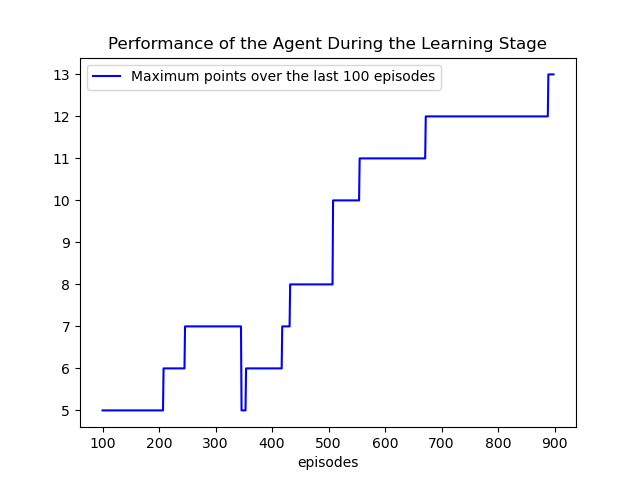 Performance of the Agent During the Learning Stage
Maximum points over the last 100 episodes
13
12
11
10
9
8
7
6
5
100 200 300 400 500 600 700 800 900
episodes